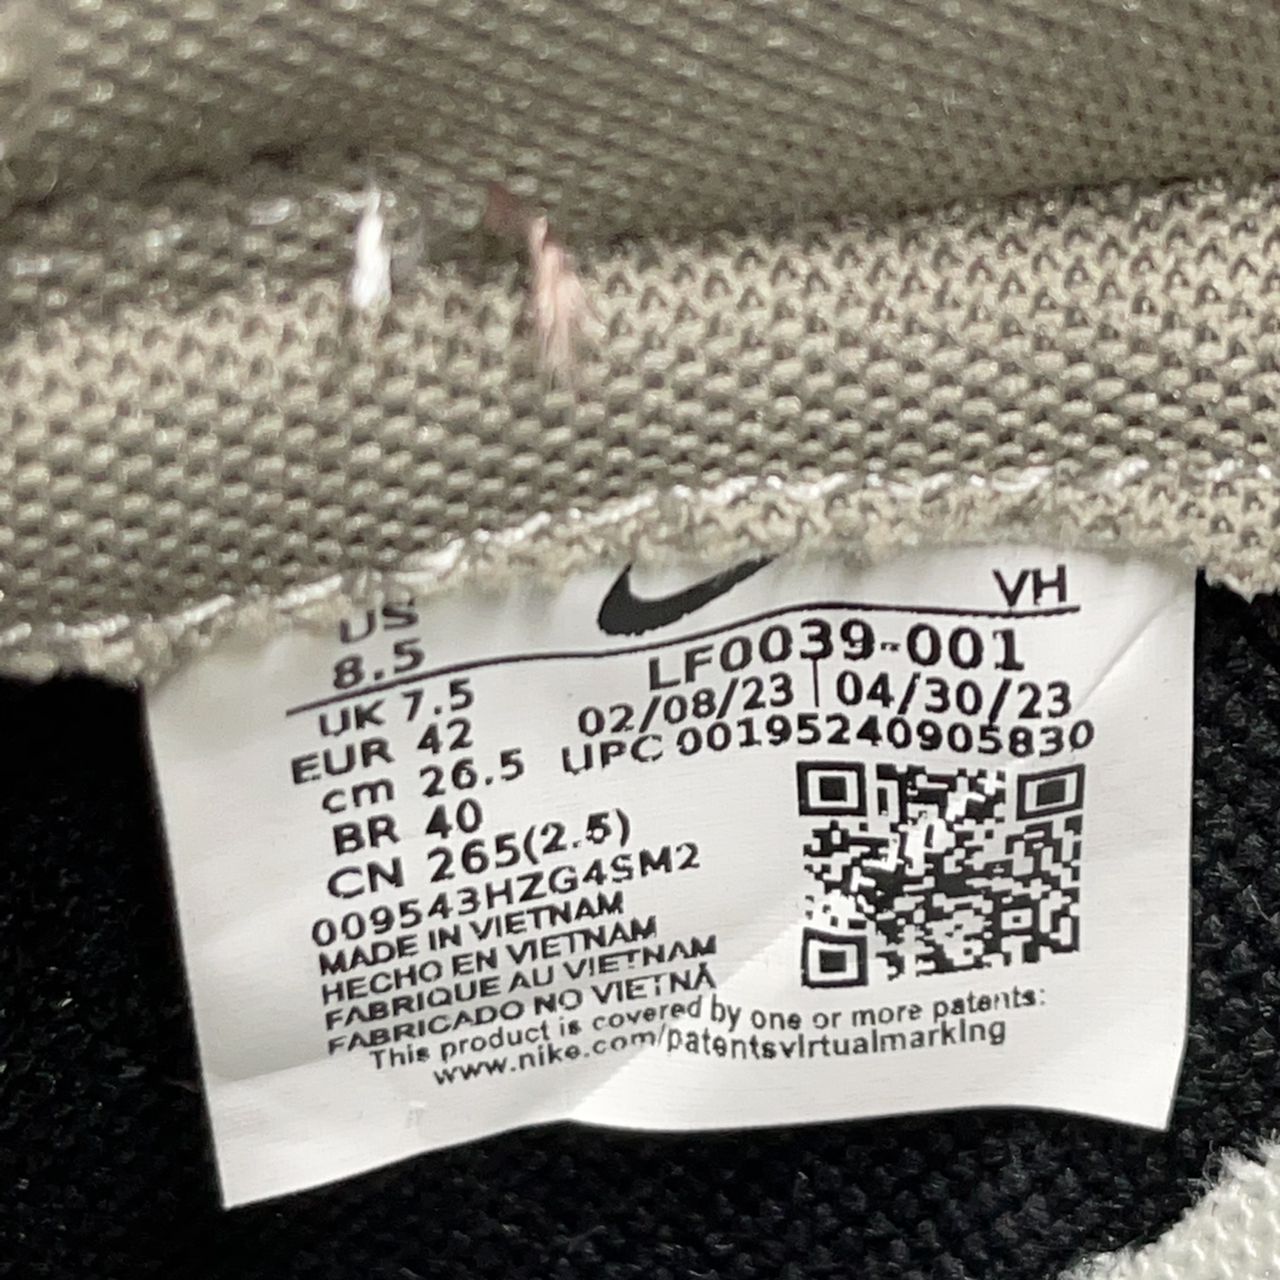 VH
US
8.5
LF0039-001
UK 7.5
02/08/23 | 04/30/23
EUR 42
UPC 00195240905830
cm 26.5
BR 40
CN 265(2.5)
009543HZG4SM2
MADE IN VIETNAM
HECHO EN VIETNAM
FABRIQUE AU VIETNAM
FABRICADO NO VIETNÃ
This product is covered by one or more patents:
www.nike.com/patentsvirtualmarking